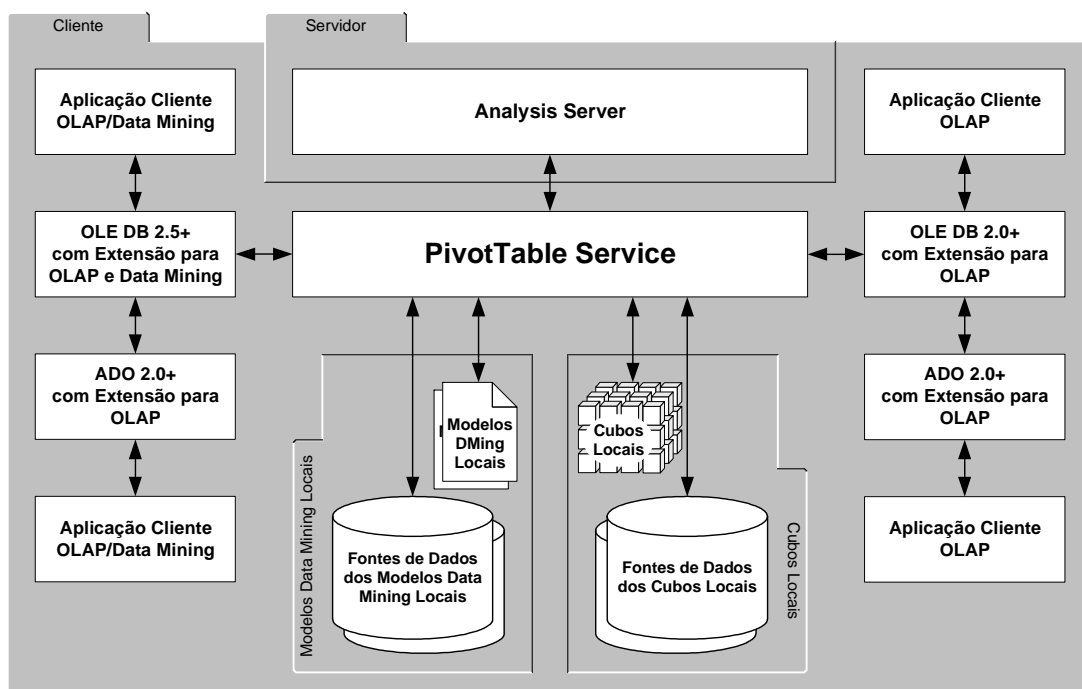 Cliente
Servidor
Aplicação Cliente
OLAP/Data Mining
Analysis Server
Aplicação Cliente
OLAP
OLE DB 2.5+
com Extensão para
OLAP e Data Mining
PivotTable Service
OLE DB 2.0+
com Extensão para
OLAP
ADO 2.0+
com Extensão para
OLAP
Modelos
DMing
Locais
Cubos
Locais
ADO 2.0+
com Extensão para
OLAP
Modelos Data Mining Locais
Cubos Locais
Aplicação Cliente
OLAP/Data Mining
Fontes de Dados
dos Modelos Data
Mining Locais
Fontes de Dados
dos Cubos Locais
Aplicação Cliente
OLAP